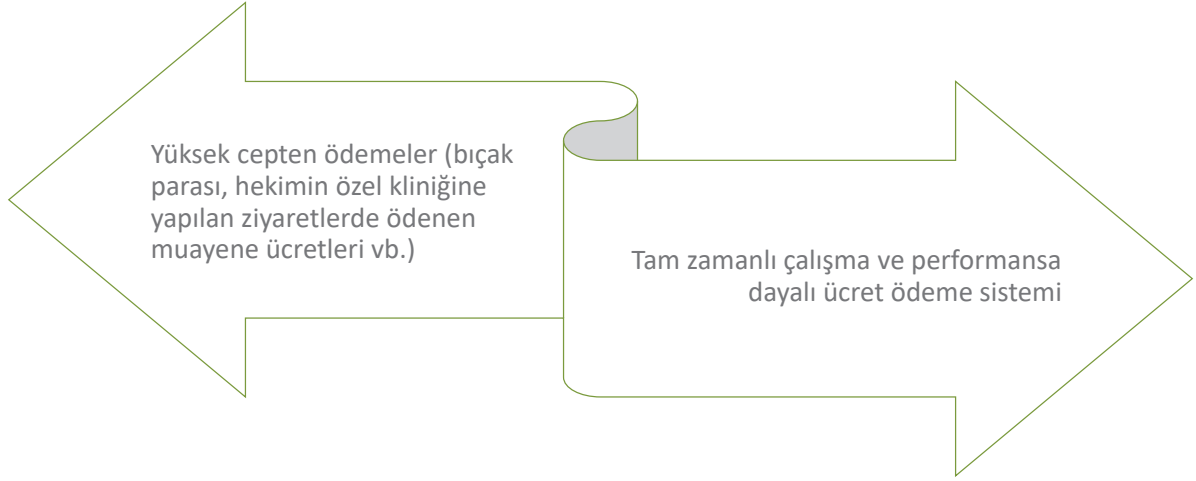 Yüksek cepten ödemeler (bıçak
parası, hekimin özel kliniğine
yapılan ziyaretlerde ödenen
muayene ücretleri vb.)
Tam zamanlı çalışma ve performansa
dayalı ücret ödeme sistemi